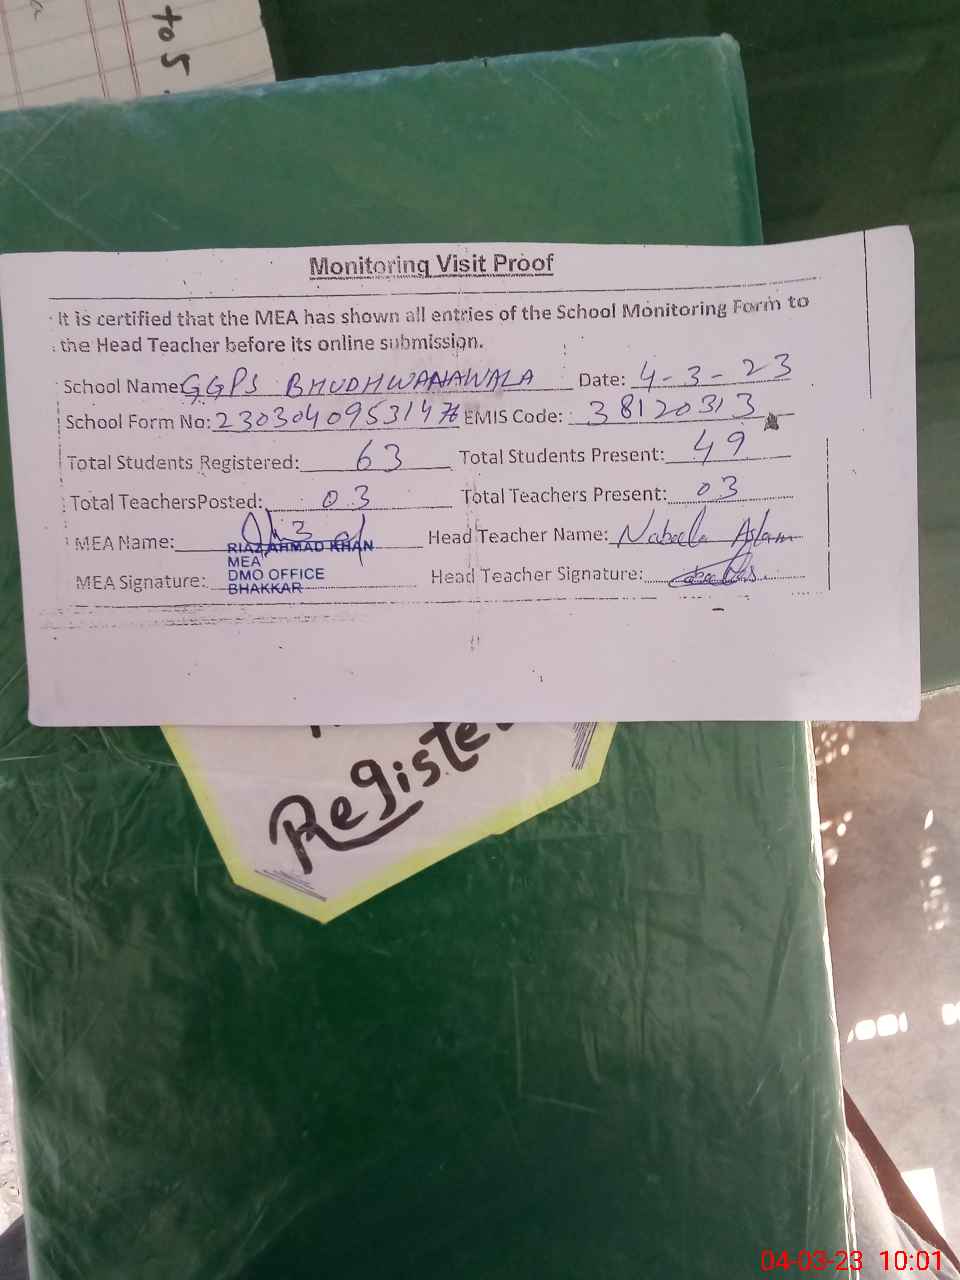 to 5
Monitoring Visit Proof
It is certified that the MEA has shown all entries of the School Monitoring Form to
the Head Teacher before its online submission.
School Name: GGPS BHUDHWANAWALA Date: 4-3-23
School Form No: 230304095314 EMIS Code: 38120313
Total Students Registered: 63 Total Students Present: 49
Total TeachersPosted: 03 Total Teachers Present: 03
MEA Name: RIAZ AHMAD KHAN Head Teacher Name: Nabeela Aslam
MEA
MEA Signature: DMO OFFICE Head Teacher Signature:
BHAKKAR
Register
04-03-23 10:01